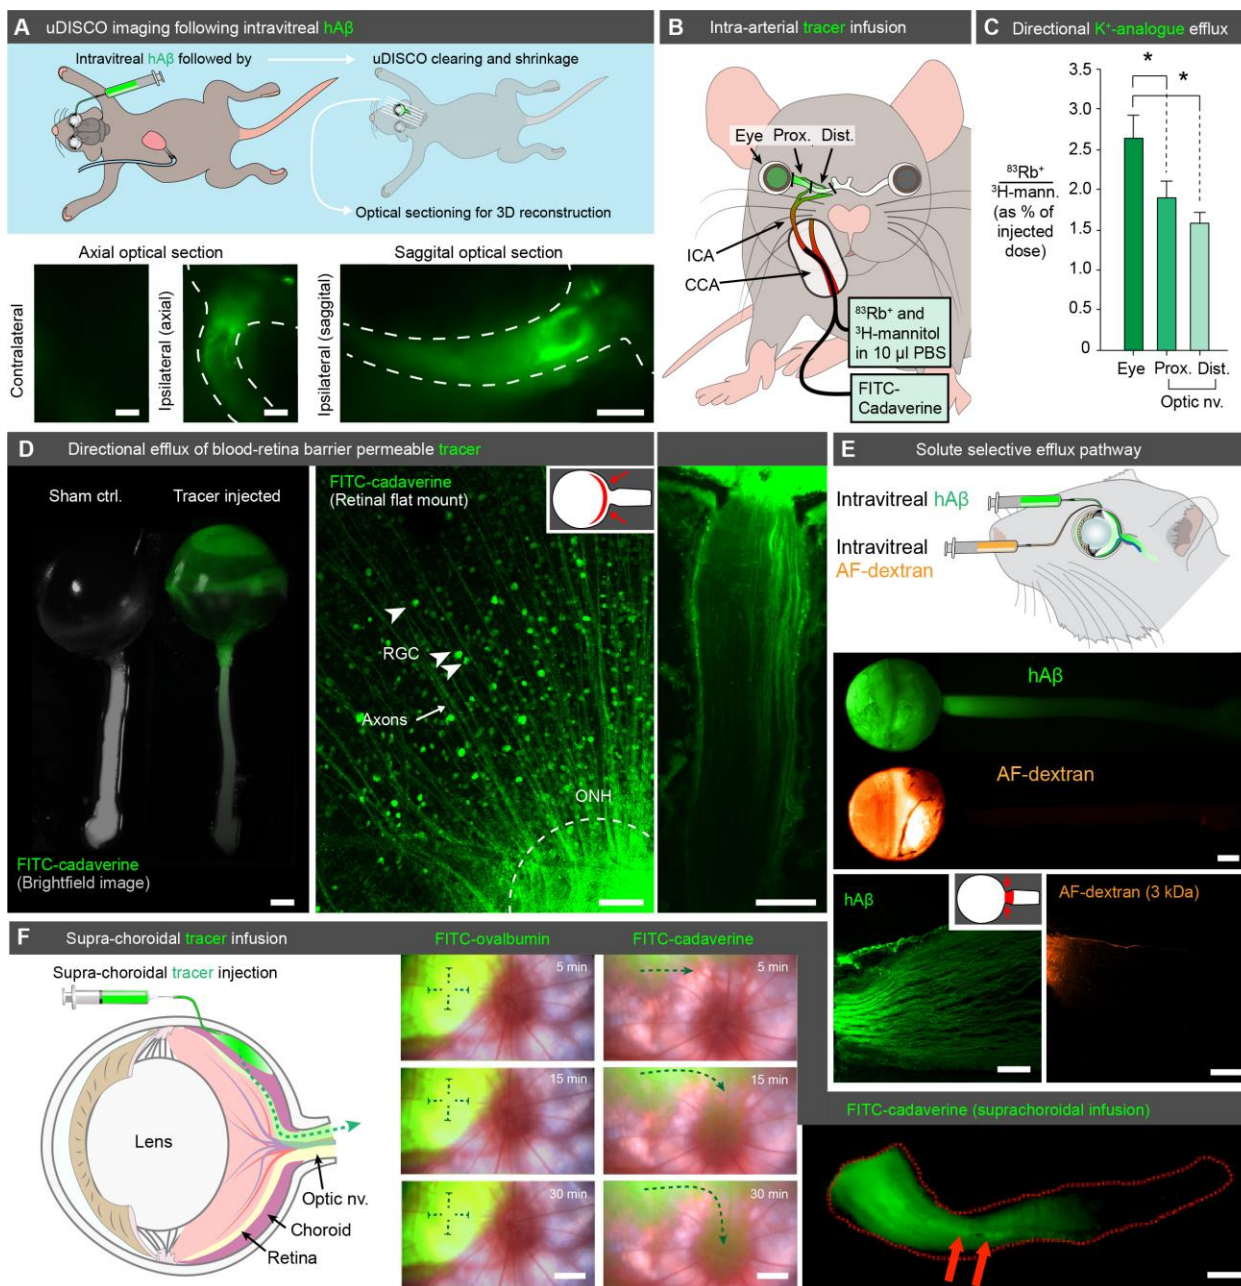 A uDISCO imaging following intravitreal hAβ
Intravitreal hAβ followed by
uDISCO clearing and shrinkage
Optical sectioning for 3D reconstruction
Axial optical section
Saggital optical section
Contralateral
Ipsilateral (axial)
Ipsilateral (saggital)
B Intra-arterial tracer infusion
Eye Prox. Dist.
ICA
CCA
⁸³Rb⁺ and
³H-mannitol
in 10 µl PBS
FITC-
Cadaverine
C Directional K⁺-analogue efflux
3.5
3.0
2.5
2.0
1.5
1.0
0.5
0
* *
⁸³Rb⁺
³H-mann.
(as % of
injected
dose)
Eye Prox. Dist.
Optic nv.
D Directional efflux of blood-retina barrier permeable tracer
Sham ctrl. Tracer injected
FITC-cadaverine
(Brightfield image)
FITC-cadaverine
(Retinal flat mount)
RGC
Axons
ONH
E Solute selective efflux pathway
Intravitreal hAβ
Intravitreal
AF-dextran
hAβ
AF-dextran
hAβ
AF-dextran (3 kDa)
FITC-cadaverine (suprachoroidal infusion)
F Supra-choroidal tracer infusion
Supra-choroidal tracer injection
Lens
Optic nv.
Choroid
Retina
FITC-ovalbumin FITC-cadaverine
5 min 5 min
15 min 15 min
30 min 30 min